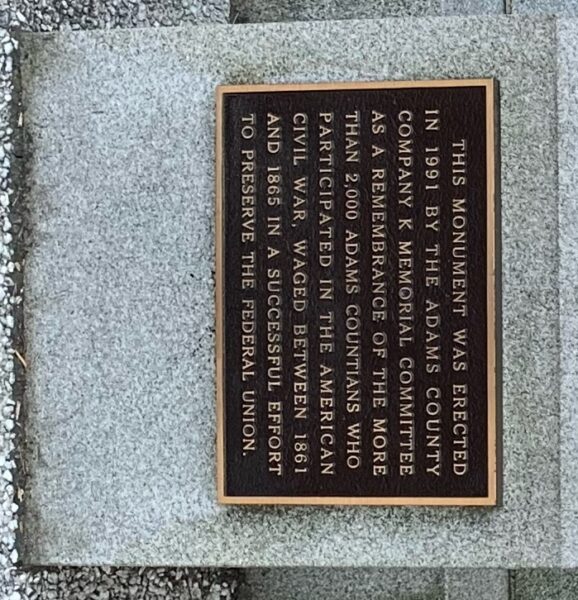 THIS MONUMENT WAS ERECTED
IN 1991 BY THE ADAMS COUNTY
COMPANY K MEMORIAL COMMITTEE
AS A REMEMBRANCE OF THE MORE
THAN 2,000 ADAMS COUNTIANS WHO
PARTICIPATED IN THE AMERICAN
CIVIL WAR, WAGED BETWEEN 1861
AND 1865 IN A SUCCESSFUL EFFORT
TO PRESERVE THE FEDERAL UNION.